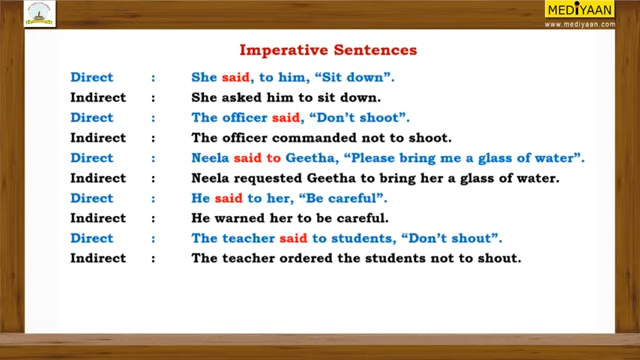 MEDIYAAN
www.mediyaan.com
Imperative Sentences
Direct : She said, to him, “Sit down”.
Indirect : She asked him to sit down.
Direct : The officer said, “Don’t shoot”.
Indirect : The officer commanded not to shoot.
Direct : Neela said to Geetha, “Please bring me a glass of water”.
Indirect : Neela requested Geetha to bring her a glass of water.
Direct : He said to her, “Be careful”.
Indirect : He warned her to be careful.
Direct : The teacher said to students, “Don’t shout”.
Indirect : The teacher ordered the students not to shout.